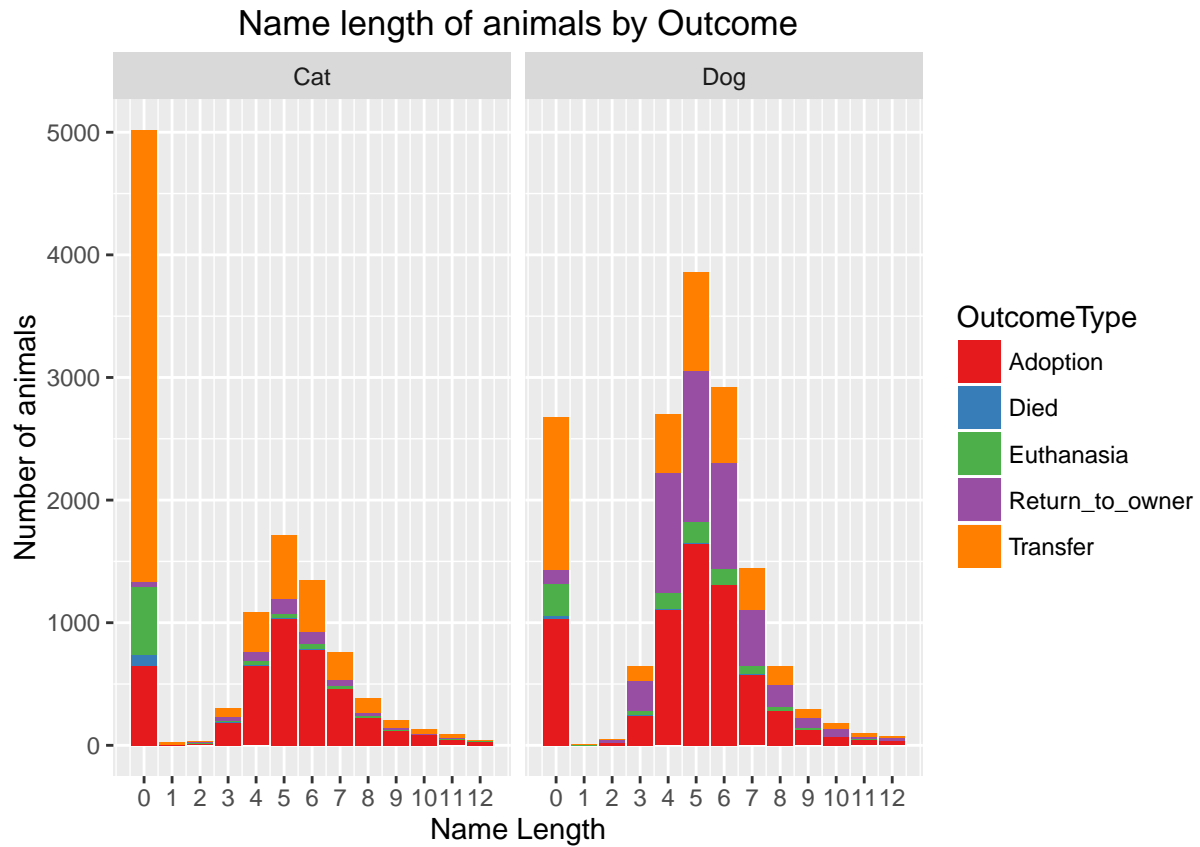 Name length of animals by Outcome
Cat
Dog
Number of animals
5000
4000
3000
2000
1000
0
0 1 2 3 4 5 6 7 8 9 10 11 12
0 1 2 3 4 5 6 7 8 9 10 11 12
Name Length
OutcomeType
Adoption
Died
Euthanasia
Return_to_owner
Transfer